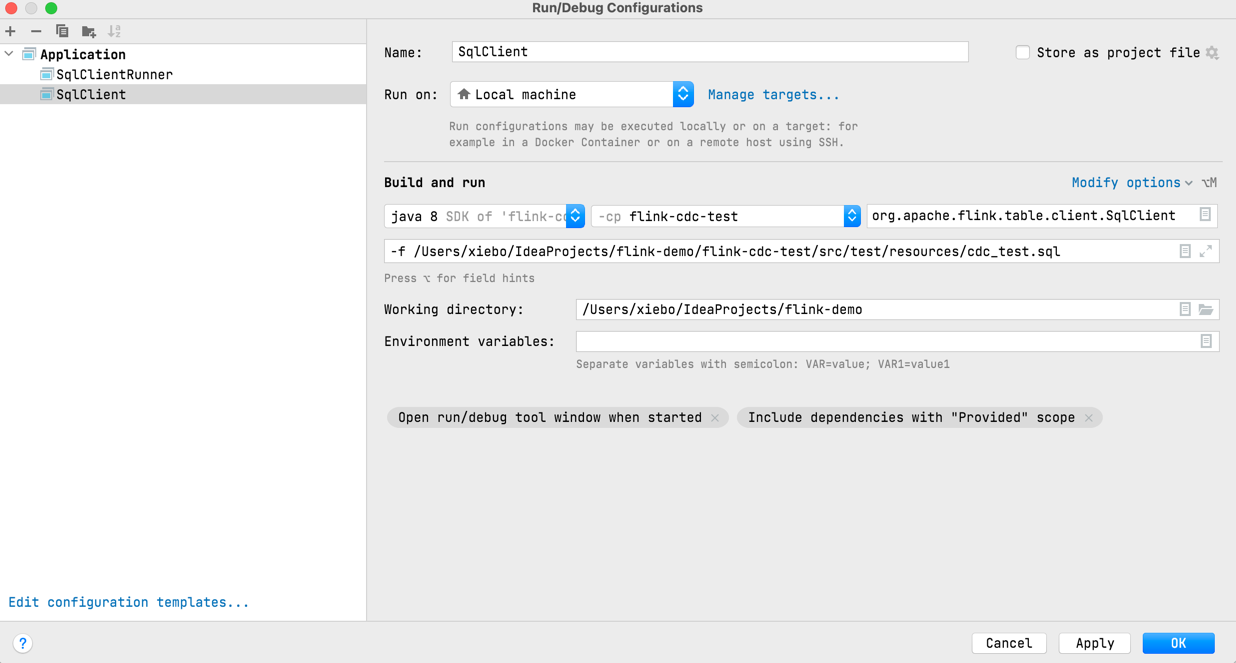 Run/Debug Configurations
Application
SqlClientRunner
SqlClient
Edit configuration templates...
Name: SqlClient Store as project file
Run on: Local machine Manage targets...
Run configurations may be executed locally or on a target: for
example in a Docker Container or on a remote host using SSH.
Build and run Modify options ⌥M
java 8 SDK of 'flink-cd -cp flink-cdc-test org.apache.flink.table.client.SqlClient
-f /Users/xiebo/IdeaProjects/flink-demo/flink-cdc-test/src/test/resources/cdc_test.sql
Press ⌥ for field hints
Working directory: /Users/xiebo/IdeaProjects/flink-demo
Environment variables:
Separate variables with semicolon: VAR=value; VAR1=value1
Open run/debug tool window when started × Include dependencies with "Provided" scope ×
? Cancel Apply OK